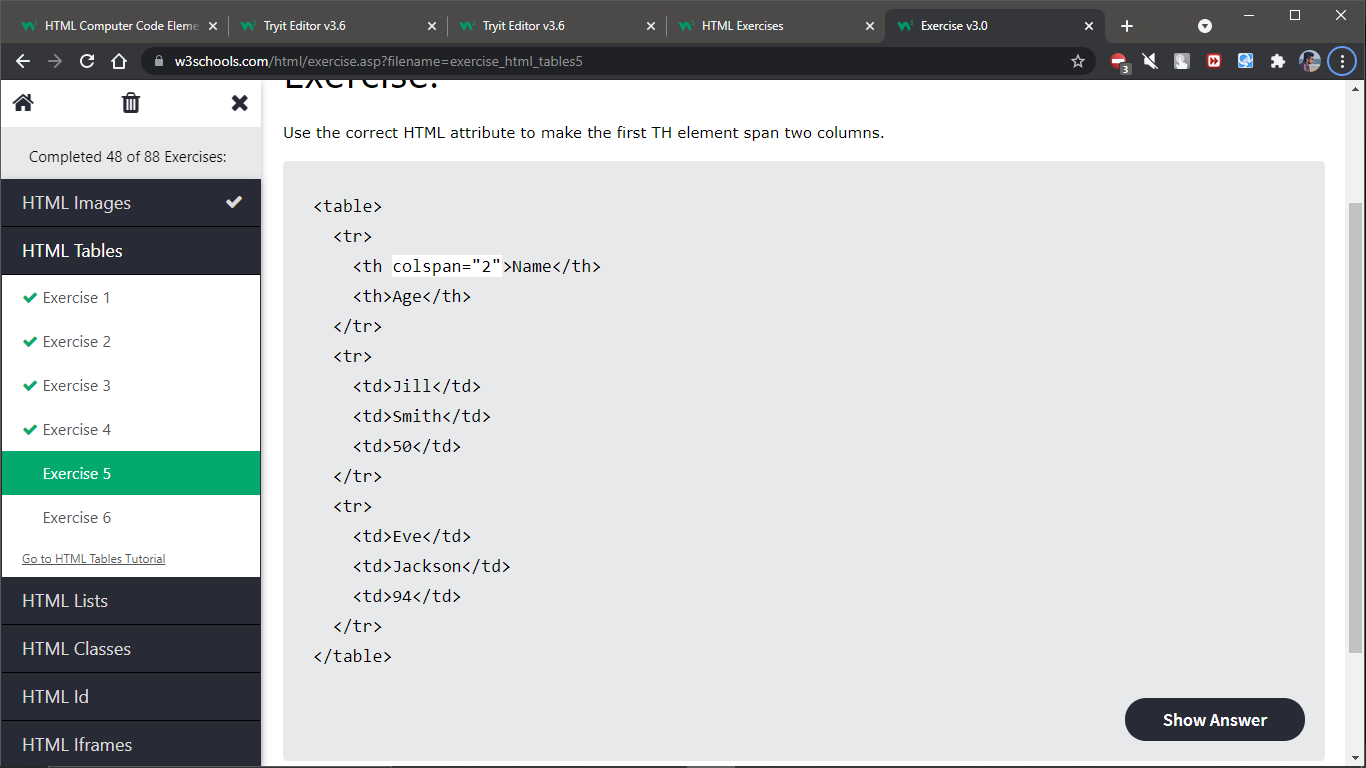 HTML Computer Code Eleme
Tryit Editor v3.6
Tryit Editor v3.6
HTML Exercises
Exercise v3.0
w3schools.com/html/exercise.asp?filename=exercise_html_tables5
3
Completed 48 of 88 Exercises:
HTML Images
HTML Tables
Exercise 1
Exercise 2
Exercise 3
Exercise 4
Exercise 5
Exercise 6
Go to HTML Tables Tutorial
HTML Lists
HTML Classes
HTML Id
HTML Iframes
Exercise:
Use the correct HTML attribute to make the first TH element span two columns.
<table>
  <tr>
    <th colspan="2">Name</th>
    <th>Age</th>
  </tr>
  <tr>
    <td>Jill</td>
    <td>Smith</td>
    <td>50</td>
  </tr>
  <tr>
    <td>Eve</td>
    <td>Jackson</td>
    <td>94</td>
  </tr>
</table>
Show Answer